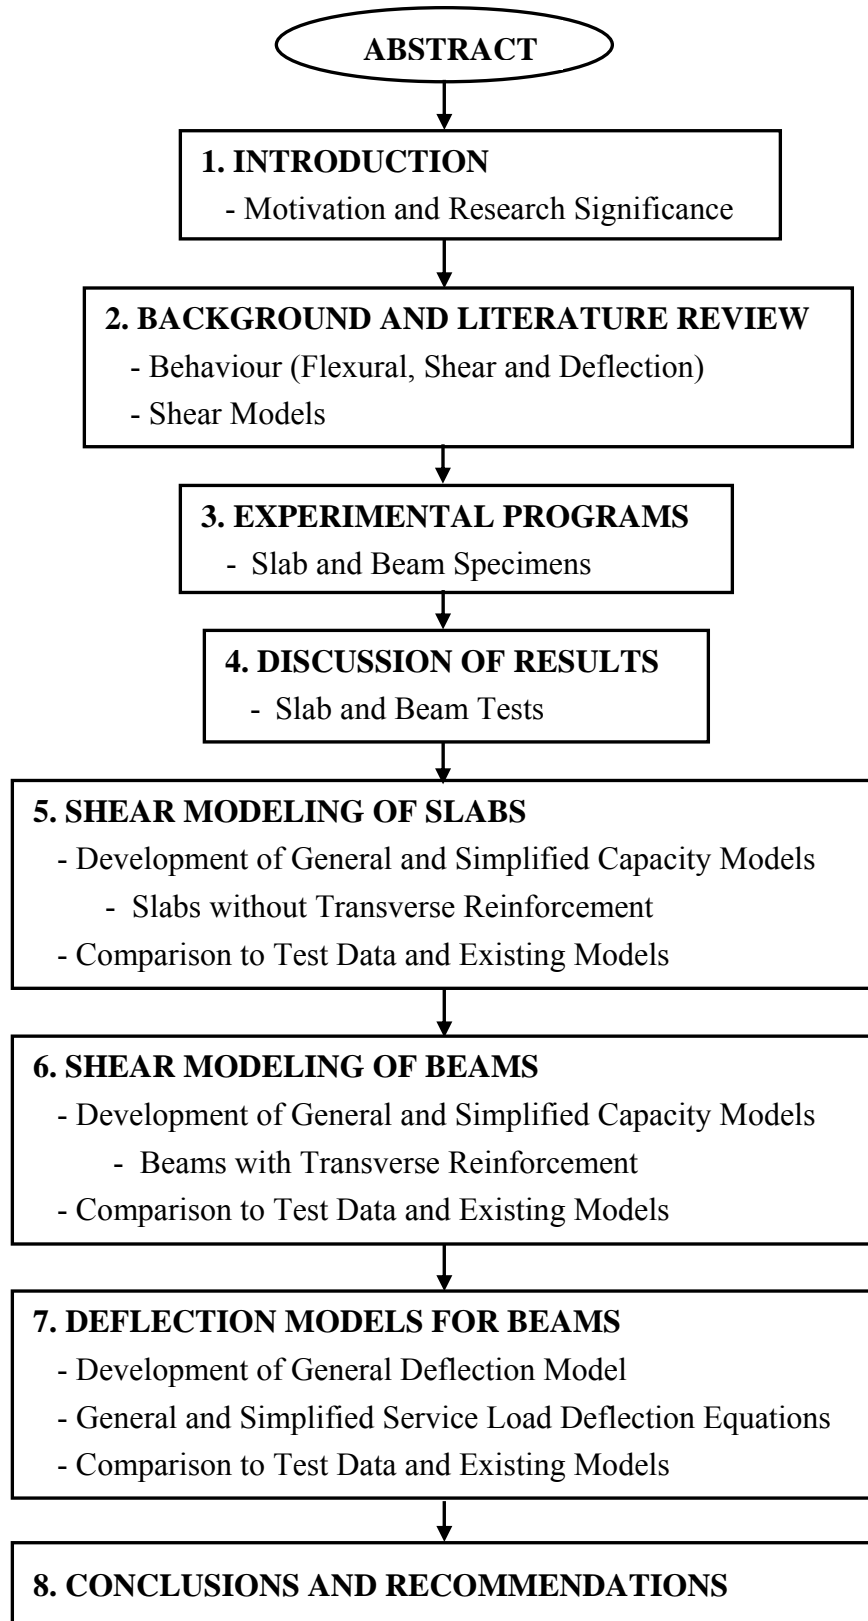 ABSTRACT
1. INTRODUCTION
- Motivation and Research Significance
2. BACKGROUND AND LITERATURE REVIEW
- Behaviour (Flexural, Shear and Deflection)
- Shear Models
3. EXPERIMENTAL PROGRAMS
- Slab and Beam Specimens
4. DISCUSSION OF RESULTS
- Slab and Beam Tests
5. SHEAR MODELING OF SLABS
- Development of General and Simplified Capacity Models
- Slabs without Transverse Reinforcement
- Comparison to Test Data and Existing Models
6. SHEAR MODELING OF BEAMS
- Development of General and Simplified Capacity Models
- Beams with Transverse Reinforcement
- Comparison to Test Data and Existing Models
7. DEFLECTION MODELS FOR BEAMS
- Development of General Deflection Model
- General and Simplified Service Load Deflection Equations
- Comparison to Test Data and Existing Models
8. CONCLUSIONS AND RECOMMENDATIONS